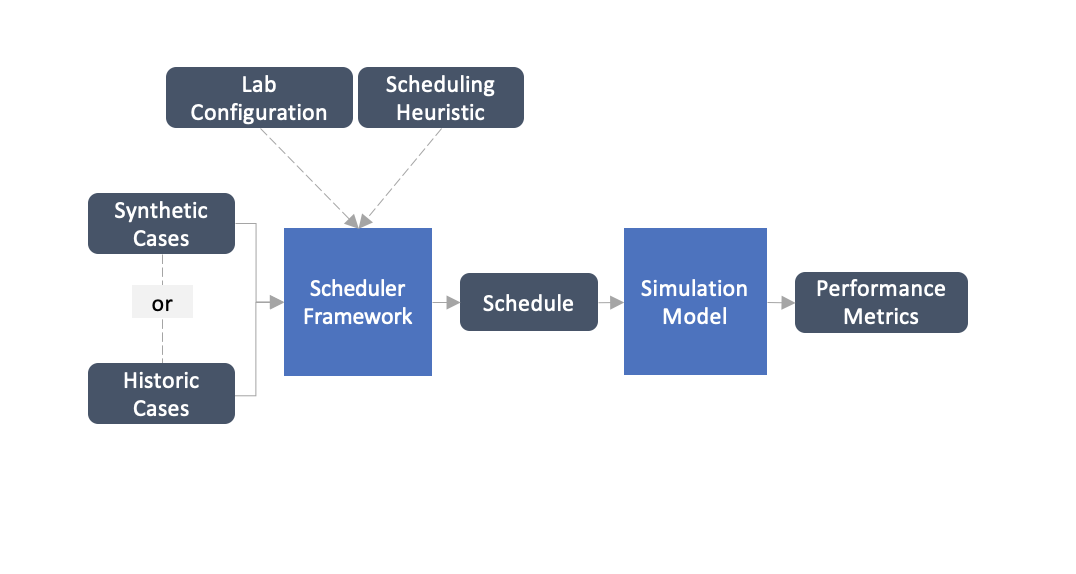 Lab
Configuration
Scheduling
Heuristic
Synthetic
Cases
or
Historic
Cases
Scheduler
Framework
Schedule
Simulation
Model
Performance
Metrics